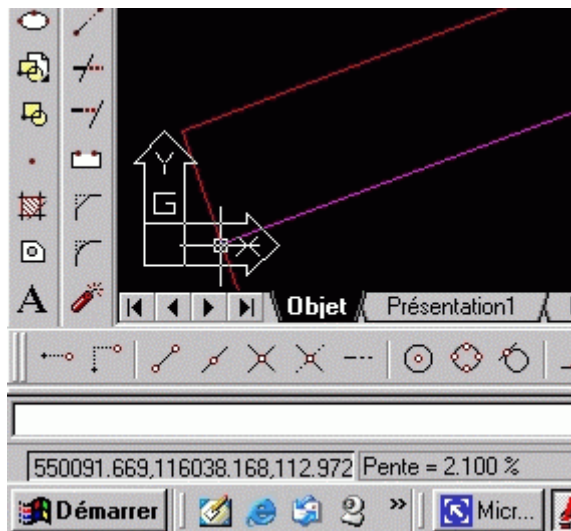 Y
G
X
A
Objet Présentation1
550091.669,116038.168,112.972 Pente = 2.100 %
Démarrer » Micr...